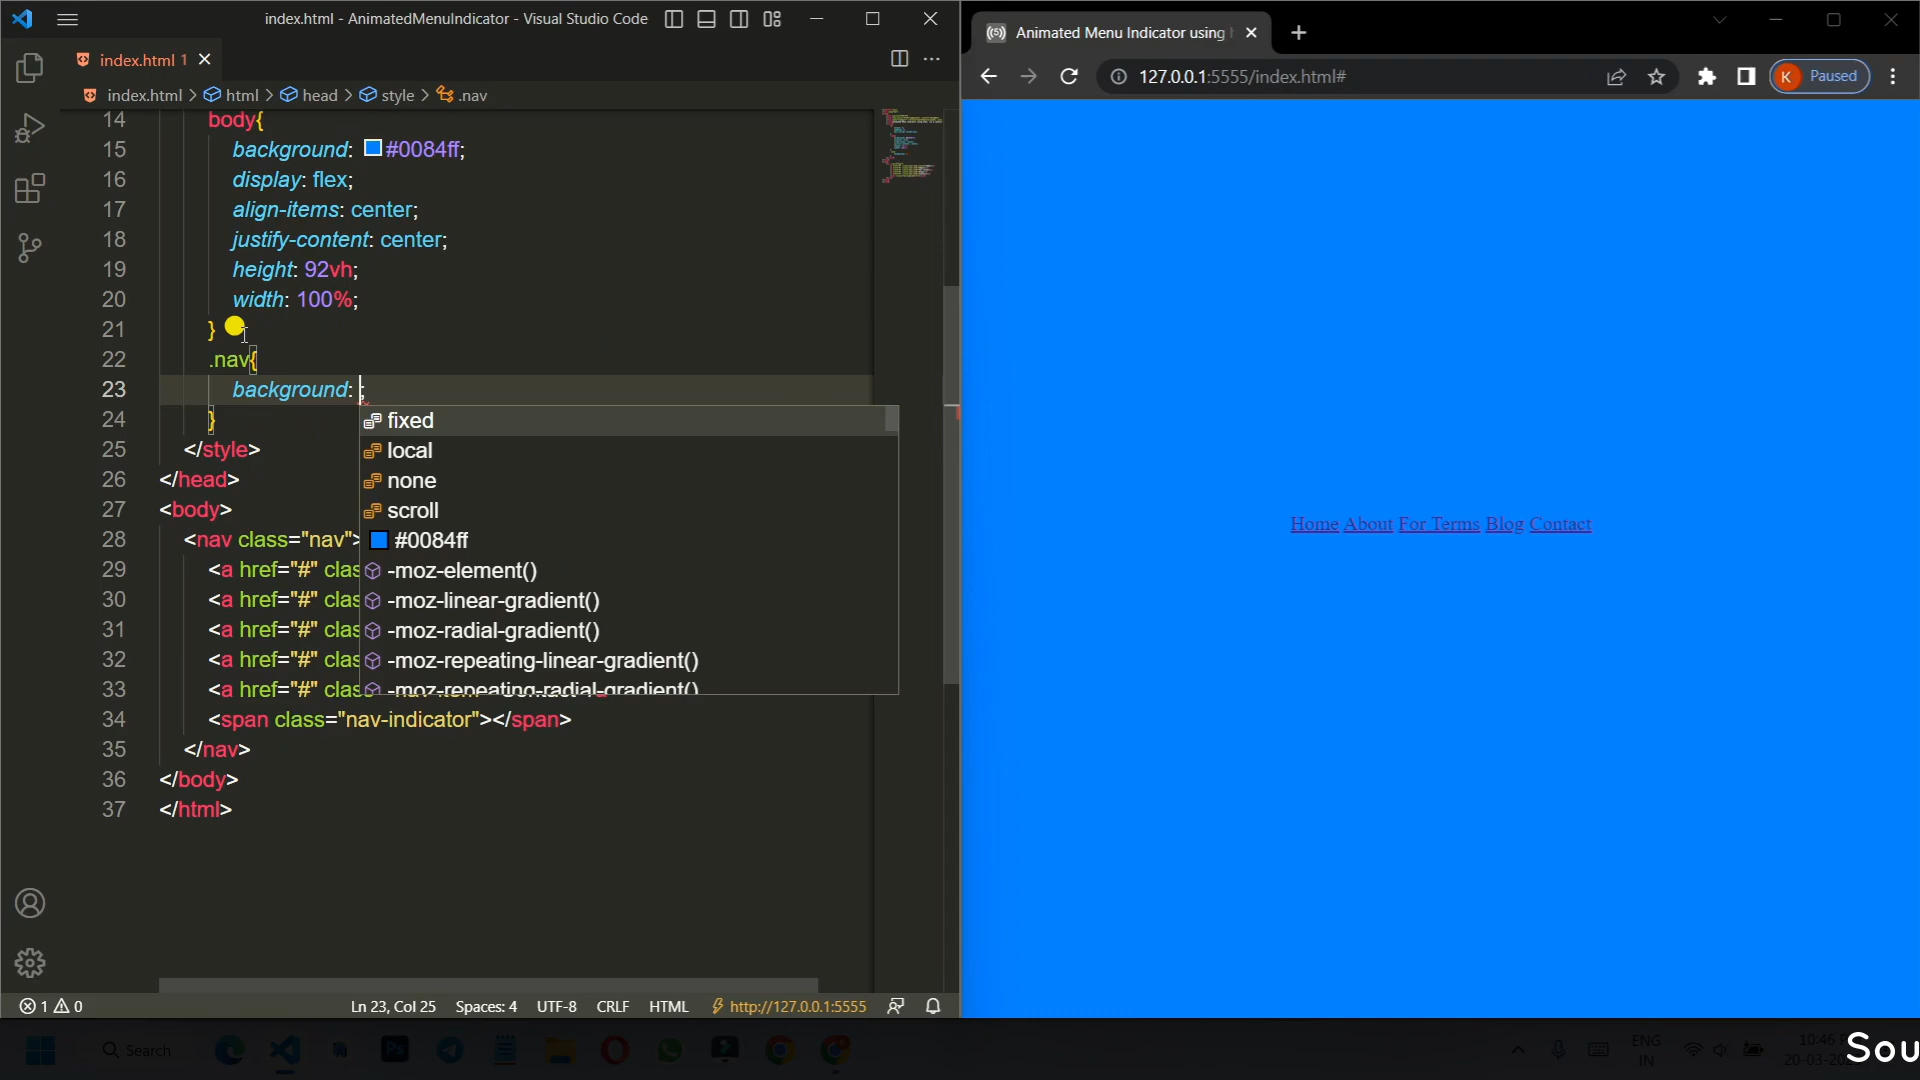 index.html - AnimatedMenuIndicator - Visual Studio Code
index.html 1
index.html > html > head > style > .nav
14 body{
15 background: #0084ff;
16 display: flex;
17 align-items: center;
18 justify-content: center;
19 height: 92vh;
20 width: 100%;
21 }
22 .nav{
23 background: ;
24 }
25 </style>
26 </head>
27 <body>
28 <nav class="nav">
29 <a href="#" clas
30 <a href="#" clas
31 <a href="#" clas
32 <a href="#" clas
33 <a href="#" clas
34 <span class="nav-indicator"></span>
35 </nav>
36 </body>
37 </html>
fixed
local
none
scroll
#0084ff
-moz-element()
-moz-linear-gradient()
-moz-radial-gradient()
-moz-repeating-linear-gradient()
-moz-repeating-radial-gradient()
1 0
Ln 23, Col 25 Spaces: 4 UTF-8 CRLF HTML http://127.0.0.1:5555
Animated Menu Indicator using
127.0.0.1:5555/index.html#
K Paused
Home About For Terms Blog Contact
Search
Ps
ENG
IN
10:46
Sou